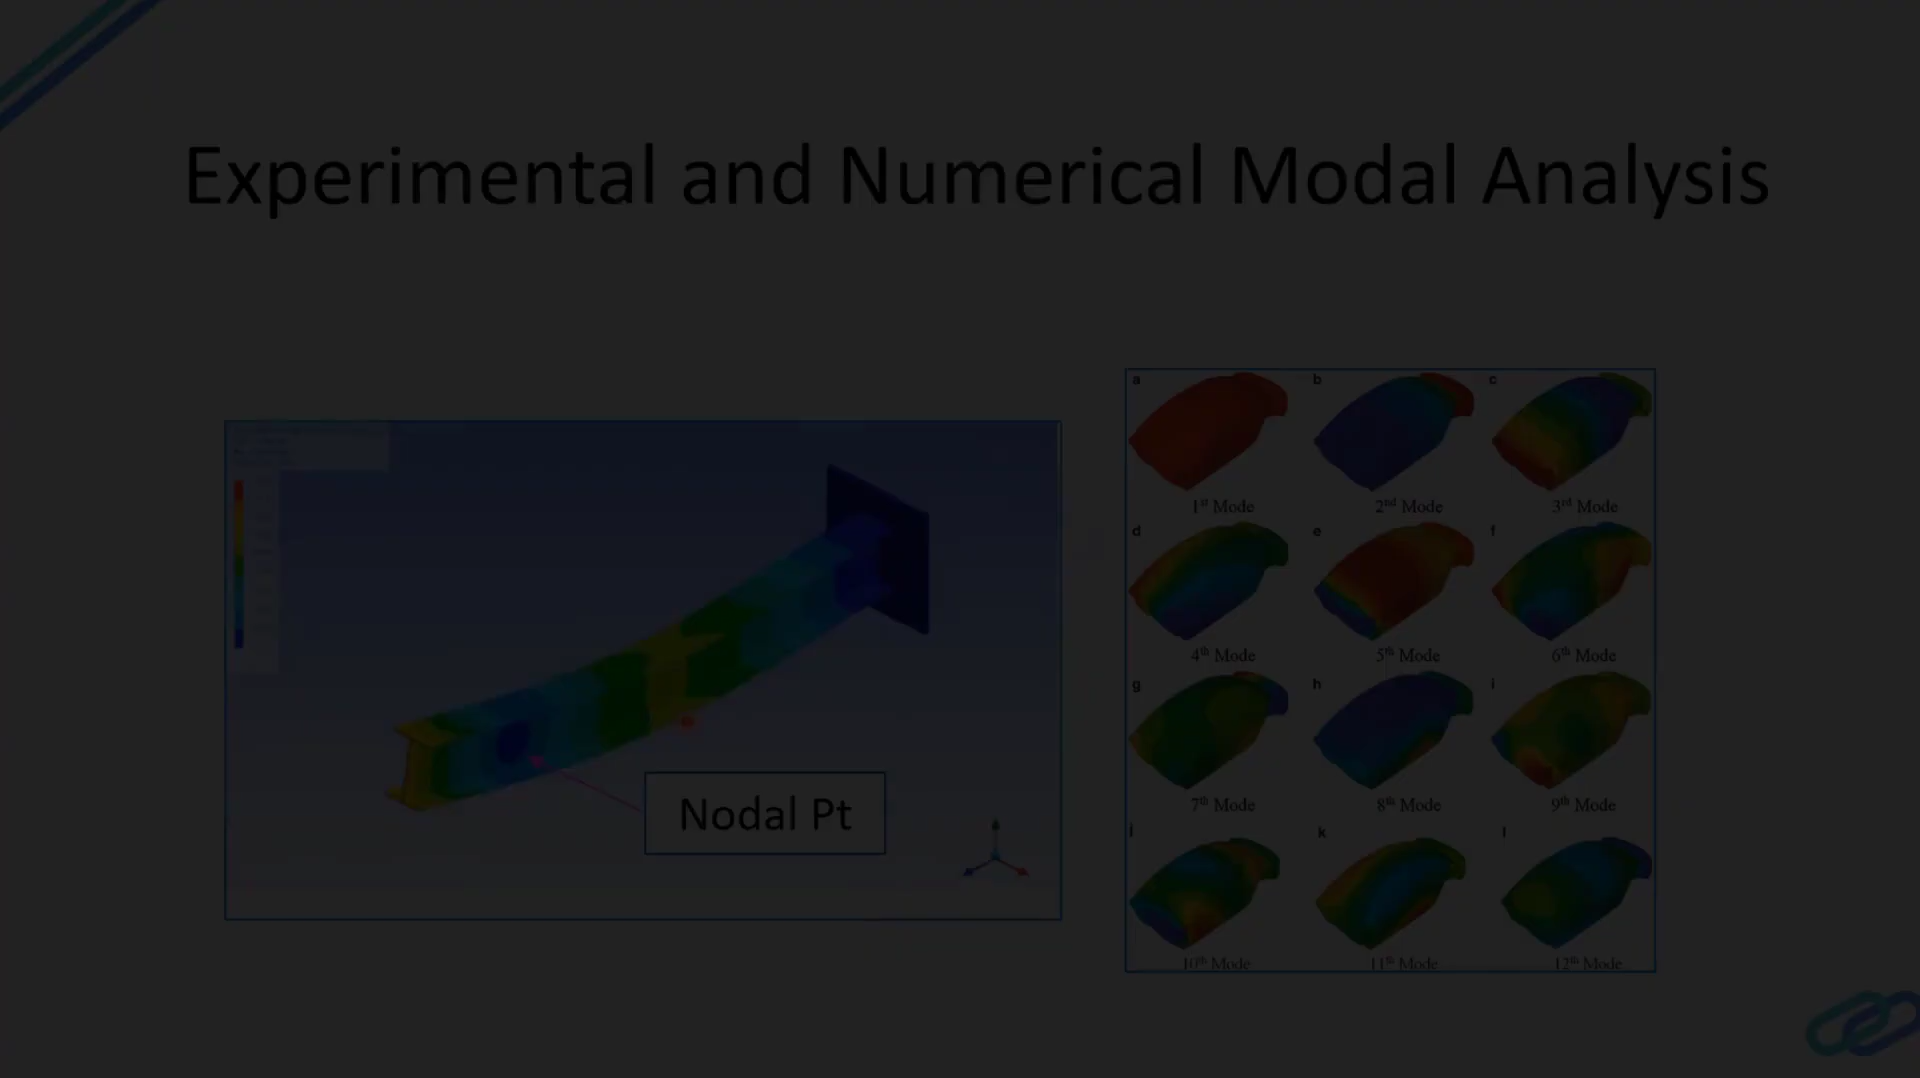 Experimental and Numerical Modal Analysis
Nodal Pt
a b c
1st Mode 2nd Mode 3rd Mode
d e f
4th Mode 5th Mode 6th Mode
g h i
7th Mode 8th Mode 9th Mode
k l
10th Mode 11th Mode 12th Mode